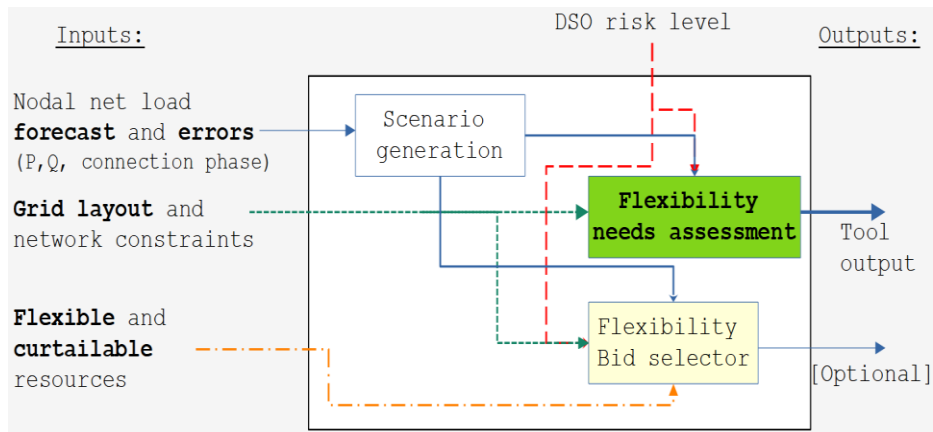 DSO risk level
Inputs:
Outputs:
Nodal net load
forecast and errors
(P,Q, connection phase)
Scenario
generation
Grid layout and
network constraints
Flexibility
needs assessment
Tool
output
Flexible and
curtailable
resources
Flexibility
Bid selector
[Optional]